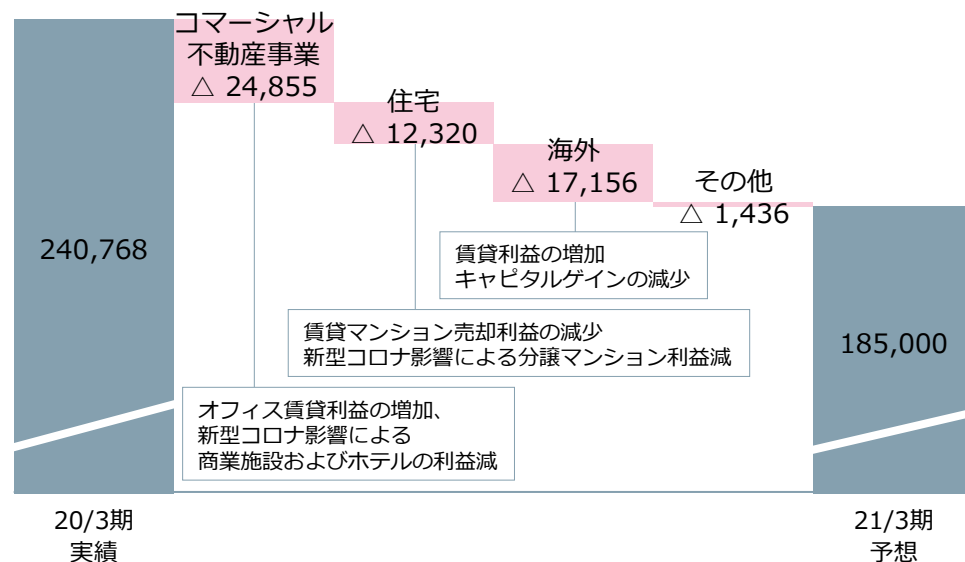 コマーシャル
不動産事業
△ 24,855
住宅
△ 12,320
海外
△ 17,156
その他
△ 1,436
240,768
賃貸利益の増加
キャピタルゲインの減少
賃貸マンション売却利益の減少
新型コロナ影響による分譲マンション利益減
185,000
オフィス賃貸利益の増加、
新型コロナ影響による
商業施設およびホテルの利益減
20/3期
実績
21/3期
予想